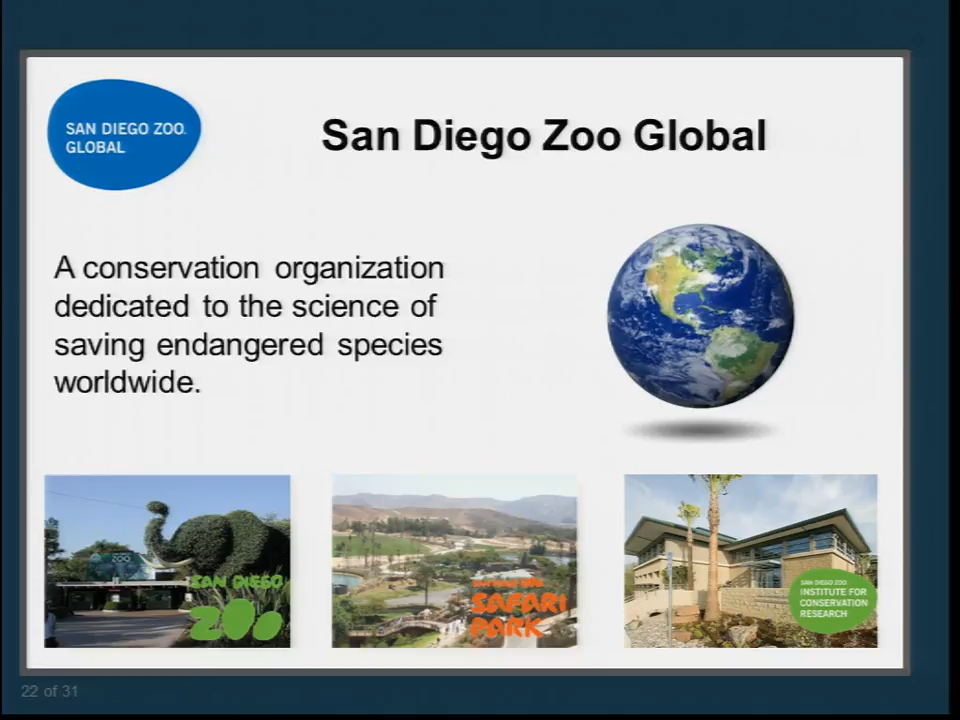 SAN DIEGO ZOO.
GLOBAL
San Diego Zoo Global
A conservation organization
dedicated to the science of
saving endangered species
worldwide.
ZOO
SAN DIEGO
ZOO
SAFARI
PARK
SAN DIEGO ZOO
INSTITUTE FOR
CONSERVATION
RESEARCH
22 of 31